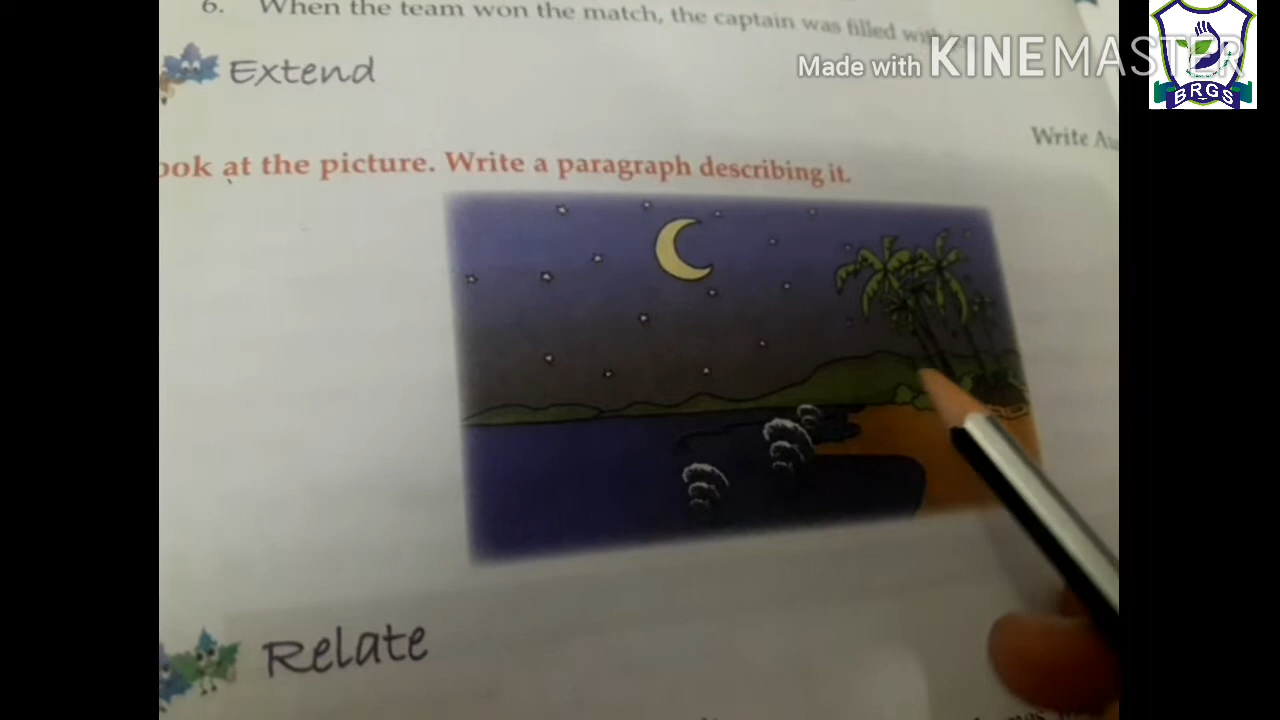 6. When the team won the match, the captain was filled with
Made with KINEMASTER
BRGS
Extend
Write
ook at the picture. Write a paragraph describing it.
Relate